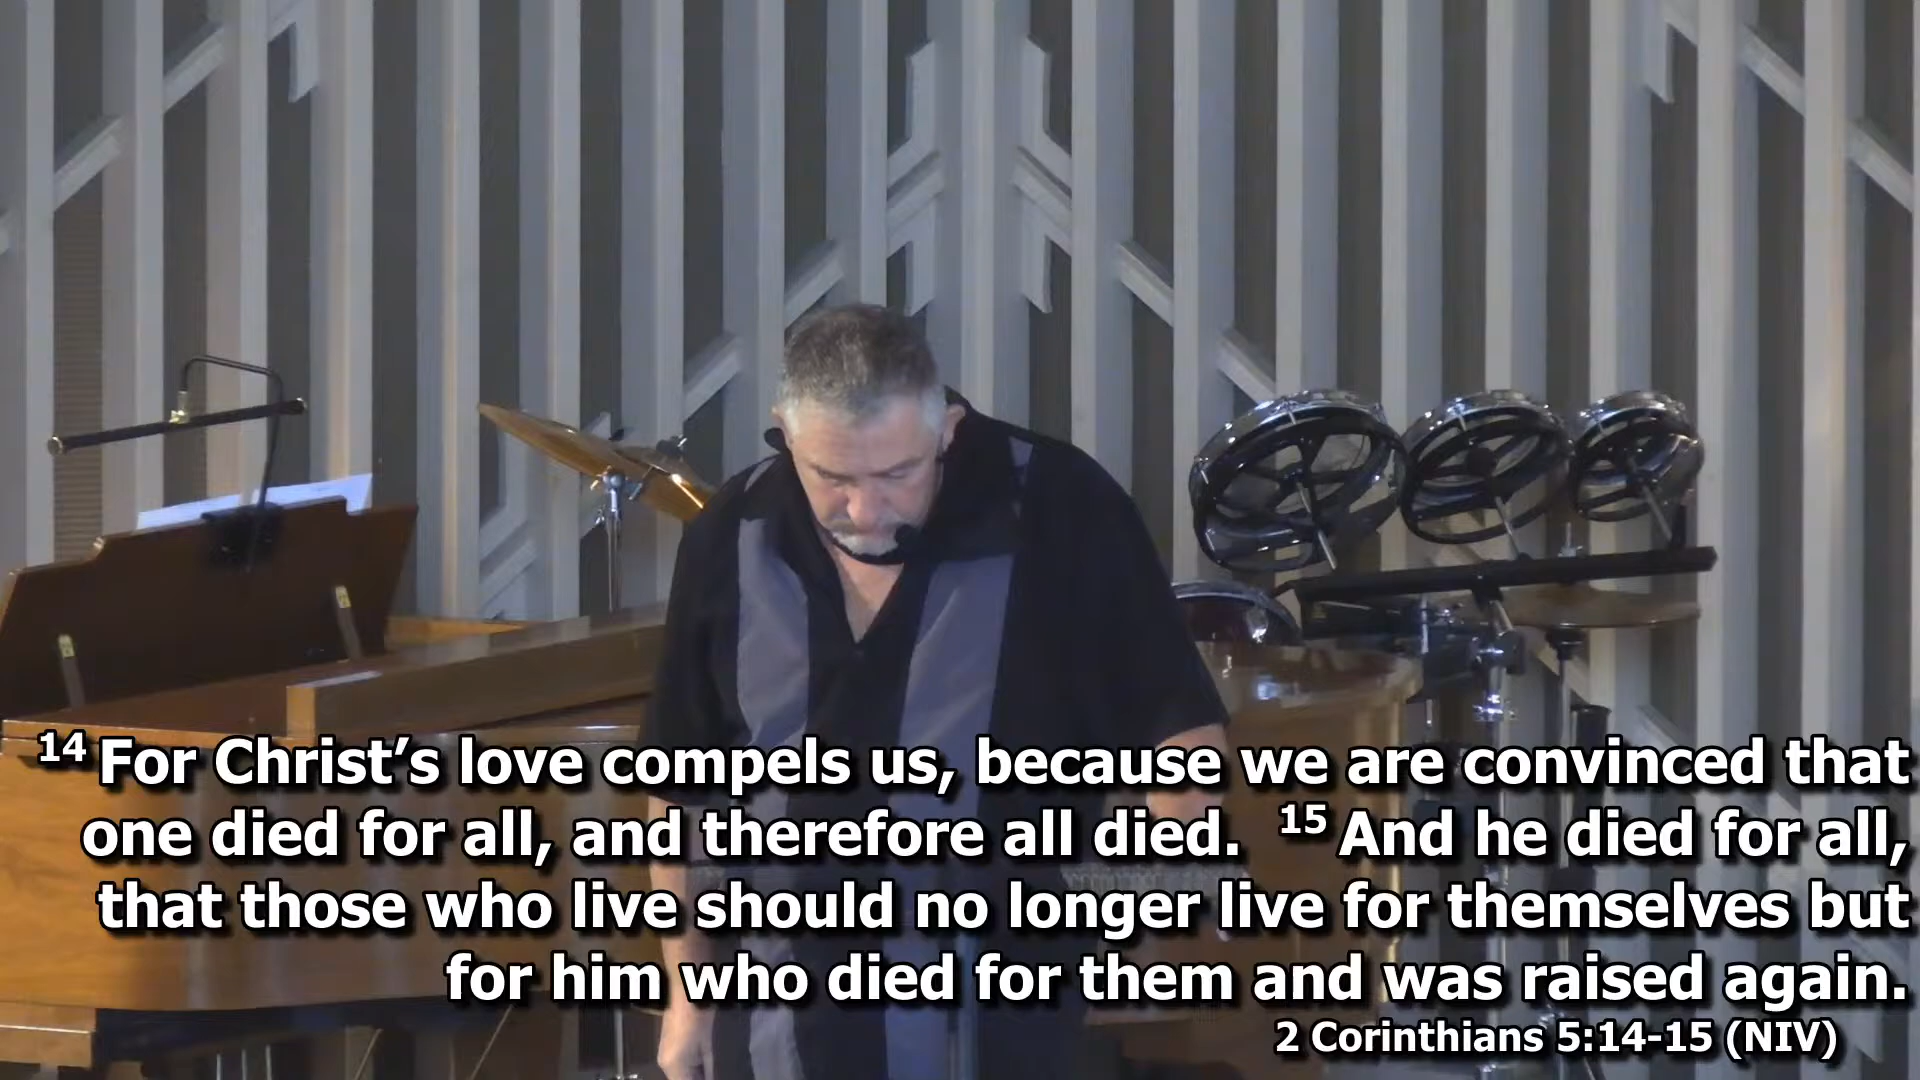 14 For Christ’s love compels us, because we are convinced that
one died for all, and therefore all died. 15 And he died for all,
that those who live should no longer live for themselves but
for him who died for them and was raised again.
2 Corinthians 5:14-15 (NIV)